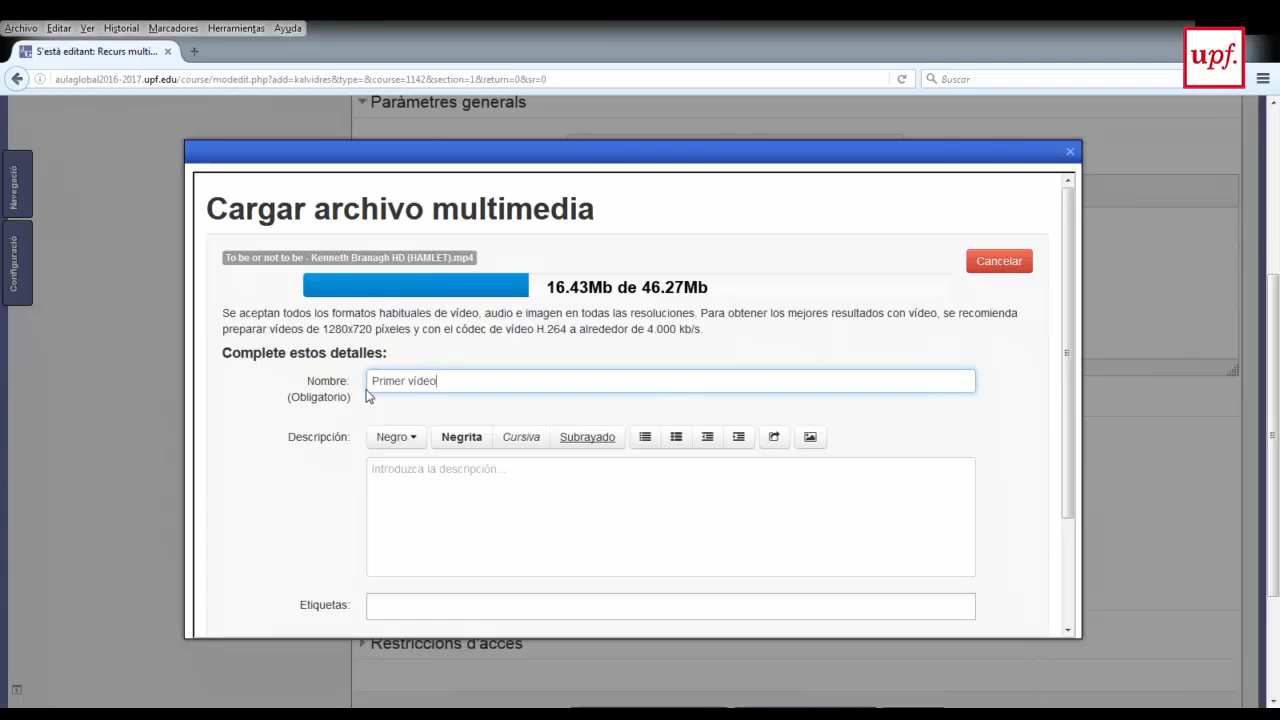 Archivo Editar Ver Historial Marcadores Herramientas Ayuda
S'està editant: Recurs multi...
aulaglobal2016-2017.upf.edu/course/modedit.php?add=kalvidres&type=&course=1142&section=1&return=0&sr=0
Buscar
upf.
Paràmetres generals
Navegació
Configuració
Cargar archivo multimedia
To be or not to be - Kenneth Branagh HD (HAMLET).mp4
Cancelar
16.43Mb de 46.27Mb
Se aceptan todos los formatos habituales de vídeo, audio e imagen en todas las resoluciones. Para obtener los mejores resultados con vídeo, se recomienda
preparar vídeos de 1280x720 píxeles y con el códec de vídeo H.264 a alrededor de 4.000 kb/s.
Complete estos detalles:
Nombre: Primer vídeo
(Obligatorio)
Descripción: Negro Negrita Cursiva Subrayado
Introduzca la descripción...
Etiquetas:
Restriccions d'accés